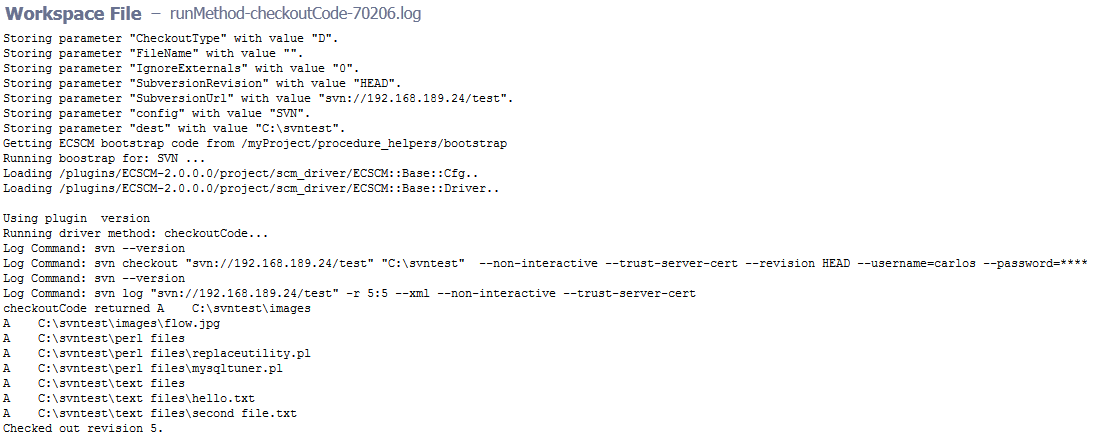 Workspace File – runMethod-checkoutCode-70206.log
Storing parameter "CheckoutType" with value "D".
Storing parameter "FileName" with value "".
Storing parameter "IgnoreExternals" with value "0".
Storing parameter "SubversionRevision" with value "HEAD".
Storing parameter "SubversionUrl" with value "svn://192.168.189.24/test".
Storing parameter "config" with value "SVN".
Storing parameter "dest" with value "C:\svntest".
Getting ECSCM bootstrap code from /myProject/procedure_helpers/bootstrap
Running boostrap for: SVN ...
Loading /plugins/ECSCM-2.0.0.0/project/scm_driver/ECSCM::Base::Cfg..
Loading /plugins/ECSCM-2.0.0.0/project/scm_driver/ECSCM::Base::Driver..
Using plugin  version
Running driver method: checkoutCode...
Log Command: svn --version
Log Command: svn checkout "svn://192.168.189.24/test" "C:\svntest"  --non-interactive --trust-server-cert --revision HEAD --username=carlos --password=****
Log Command: svn --version
Log Command: svn log "svn://192.168.189.24/test" -r 5:5 --xml --non-interactive --trust-server-cert
checkoutCode returned A    C:\svntest\images
A    C:\svntest\images\flow.jpg
A    C:\svntest\perl files
A    C:\svntest\perl files\replaceutility.pl
A    C:\svntest\perl files\mysqltuner.pl
A    C:\svntest\text files
A    C:\svntest\text files\hello.txt
A    C:\svntest\text files\second file.txt
Checked out revision 5.